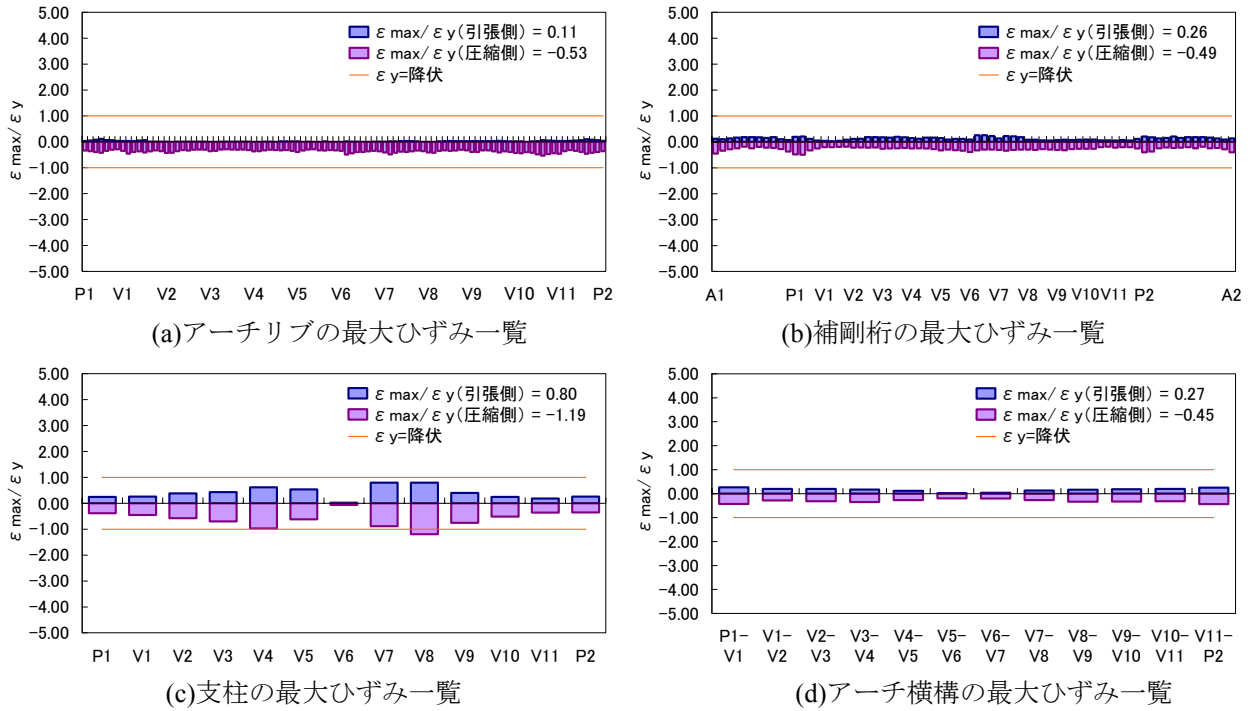 5.00
4.00
3.00
2.00
1.00
0.00
−1.00
−2.00
−3.00
−4.00
−5.00
ε max/ ε y
ε max/ ε y(引張側) = 0.11
ε max/ ε y(圧縮側) = −0.53
ε y=降伏
P1 V1 V2 V3 V4 V5 V6 V7 V8 V9 V10 V11 P2
(a)アーチリブの最大ひずみ一覧
5.00
4.00
3.00
2.00
1.00
0.00
−1.00
−2.00
−3.00
−4.00
−5.00
ε max/ ε y
ε max/ ε y(引張側) = 0.26
ε max/ ε y(圧縮側) = −0.49
ε y=降伏
A1 P1 V1 V2 V3 V4 V5 V6 V7 V8 V9 V10 V11 P2 A2
(b)補剛桁の最大ひずみ一覧
5.00
4.00
3.00
2.00
1.00
0.00
−1.00
−2.00
−3.00
−4.00
−5.00
ε max/ ε y
ε max/ ε y(引張側) = 0.80
ε max/ ε y(圧縮側) = −1.19
ε y=降伏
P1 V1 V2 V3 V4 V5 V6 V7 V8 V9 V10 V11 P2
(c)支柱の最大ひずみ一覧
5.00
4.00
3.00
2.00
1.00
0.00
−1.00
−2.00
−3.00
−4.00
−5.00
ε max/ ε y
ε max/ ε y(引張側) = 0.27
ε max/ ε y(圧縮側) = −0.45
ε y=降伏
P1− V1− V2− V3− V4− V5− V6− V7− V8− V9− V10− V11−
V1 V2 V3 V4 V5 V6 V7 V8 V9 V10 V11 P2
(d)アーチ横構の最大ひずみ一覧